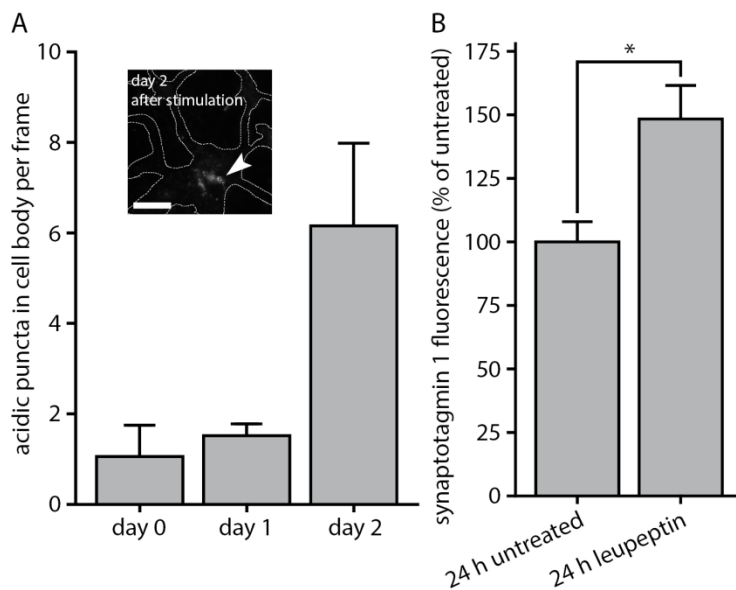 A
acidic puncta in cell body per frame
10
8
6
4
2
0
day 2
after stimulation
day 0
day 1
day 2
B
synaptotagmin 1 fluorescence (% of untreated)
175
150
125
100
75
50
25
0
*
24 h untreated
24 h leupeptin